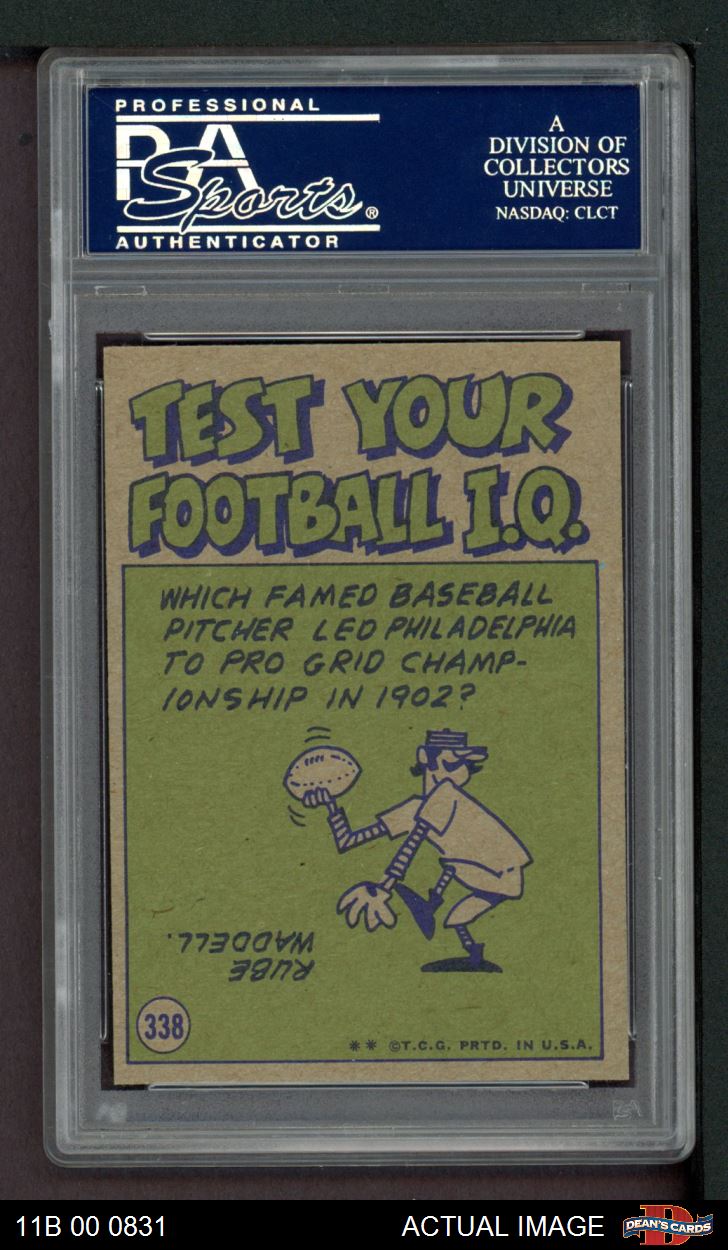 PROFESSIONAL
PSA
Sports®
AUTHENTICATOR
A
DIVISION OF
COLLECTORS
UNIVERSE
NASDAQ: CLCT
TEST YOUR
FOOTBALL I.Q.
WHICH FAMED BASEBALL
PITCHER LED PHILADELPHIA
TO PRO GRID CHAMP-
IONSHIP IN 1902?
RUBE
WADDELL.
338
** ©T.C.G. PRTD. IN U.S.A.
11B 00 0831
ACTUAL IMAGE
DEAN'S CARDS